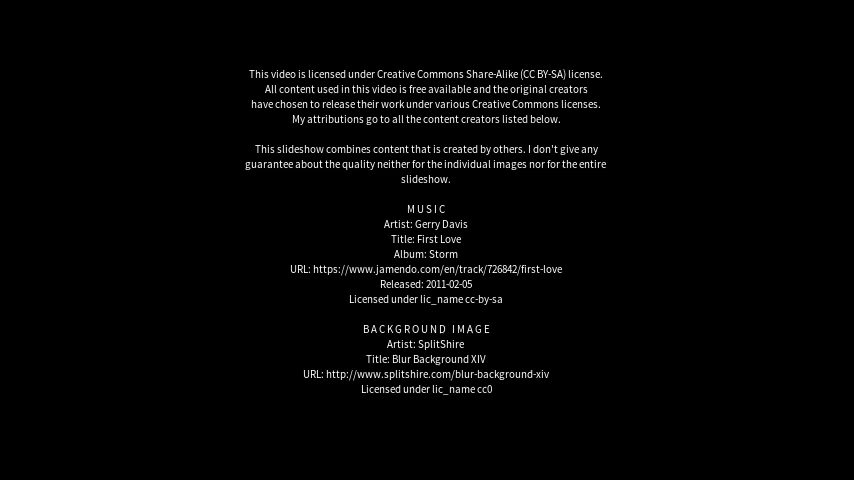 This video is licensed under Creative Commons Share-Alike (CC BY-SA) license.
All content used in this video is free available and the original creators
have chosen to release their work under various Creative Commons licenses.
My attributions go to all the content creators listed below.
This slideshow combines content that is created by others. I don't give any
guarantee about the quality neither for the individual images nor for the entire
slideshow.
MUSIC
Artist: Gerry Davis
Title: First Love
Album: Storm
URL: https://www.jamendo.com/en/track/726842/first-love
Released: 2011-02-05
Licensed under lic_name cc-by-sa
BACKGROUND IMAGE
Artist: SplitShire
Title: Blur Background XIV
URL: http://www.splitshire.com/blur-background-xiv
Licensed under lic_name cc0